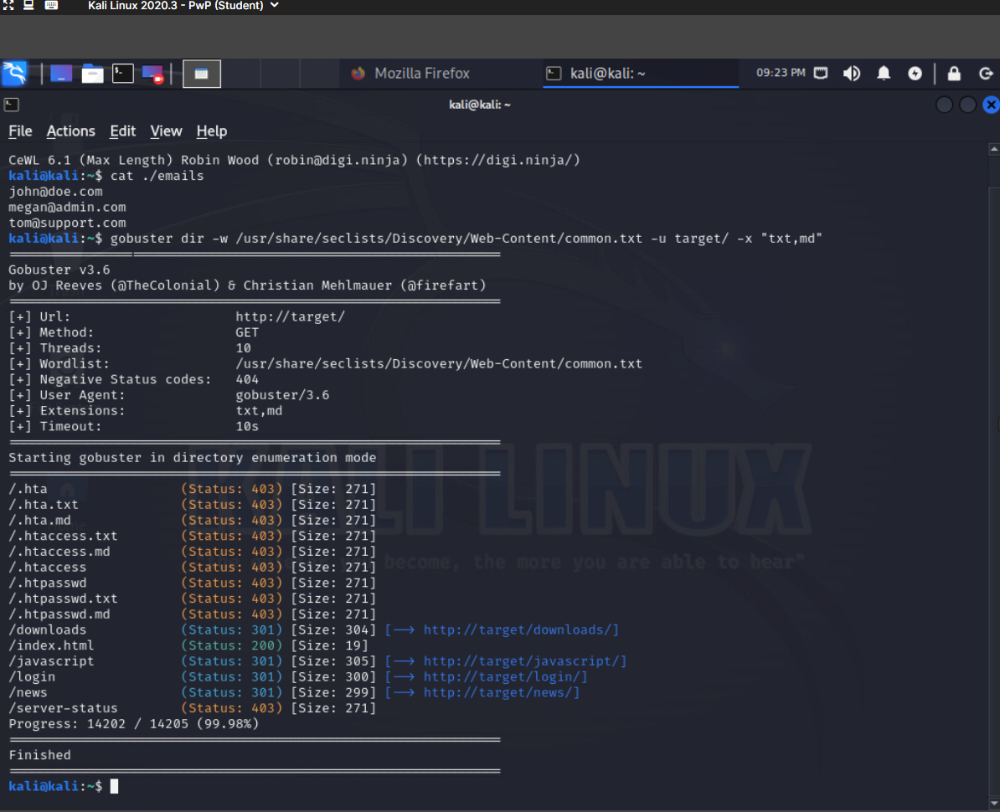 Kali Linux 2020.3 - PwP (Student)
Mozilla Firefox
kali@kali: ~
09:23 PM
kali@kali: ~
File Actions Edit View Help
CeWL 6.1 (Max Length) Robin Wood (robin@digi.ninja) (https://digi.ninja/)
kali@kali:~$ cat ./emails
john@doe.com
megan@admin.com
tom@support.com
kali@kali:~$ gobuster dir -w /usr/share/seclists/Discovery/Web-Content/common.txt -u target/ -x "txt,md"
===============================================================
Gobuster v3.6
by OJ Reeves (@TheColonial) & Christian Mehlmauer (@firefart)
===============================================================
[+] Url:                     http://target/
[+] Method:                  GET
[+] Threads:                 10
[+] Wordlist:                /usr/share/seclists/Discovery/Web-Content/common.txt
[+] Negative Status codes:   404
[+] User Agent:              gobuster/3.6
[+] Extensions:              txt,md
[+] Timeout:                 10s
===============================================================
Starting gobuster in directory enumeration mode
===============================================================
/.hta                 (Status: 403) [Size: 271]
/.hta.txt             (Status: 403) [Size: 271]
/.hta.md              (Status: 403) [Size: 271]
/.htaccess.txt        (Status: 403) [Size: 271]
/.htaccess.md         (Status: 403) [Size: 271]
/.htaccess            (Status: 403) [Size: 271]
/.htpasswd            (Status: 403) [Size: 271]
/.htpasswd.txt        (Status: 403) [Size: 271]
/.htpasswd.md         (Status: 403) [Size: 271]
/downloads            (Status: 301) [Size: 304] [--> http://target/downloads/]
/index.html           (Status: 200) [Size: 19]
/javascript           (Status: 301) [Size: 305] [--> http://target/javascript/]
/login                (Status: 301) [Size: 300] [--> http://target/login/]
/news                 (Status: 301) [Size: 299] [--> http://target/news/]
/server-status        (Status: 403) [Size: 271]
Progress: 14202 / 14205 (99.98%)
===============================================================
Finished
===============================================================
kali@kali:~$
KALI LINUX
become, the more you are able to hear"